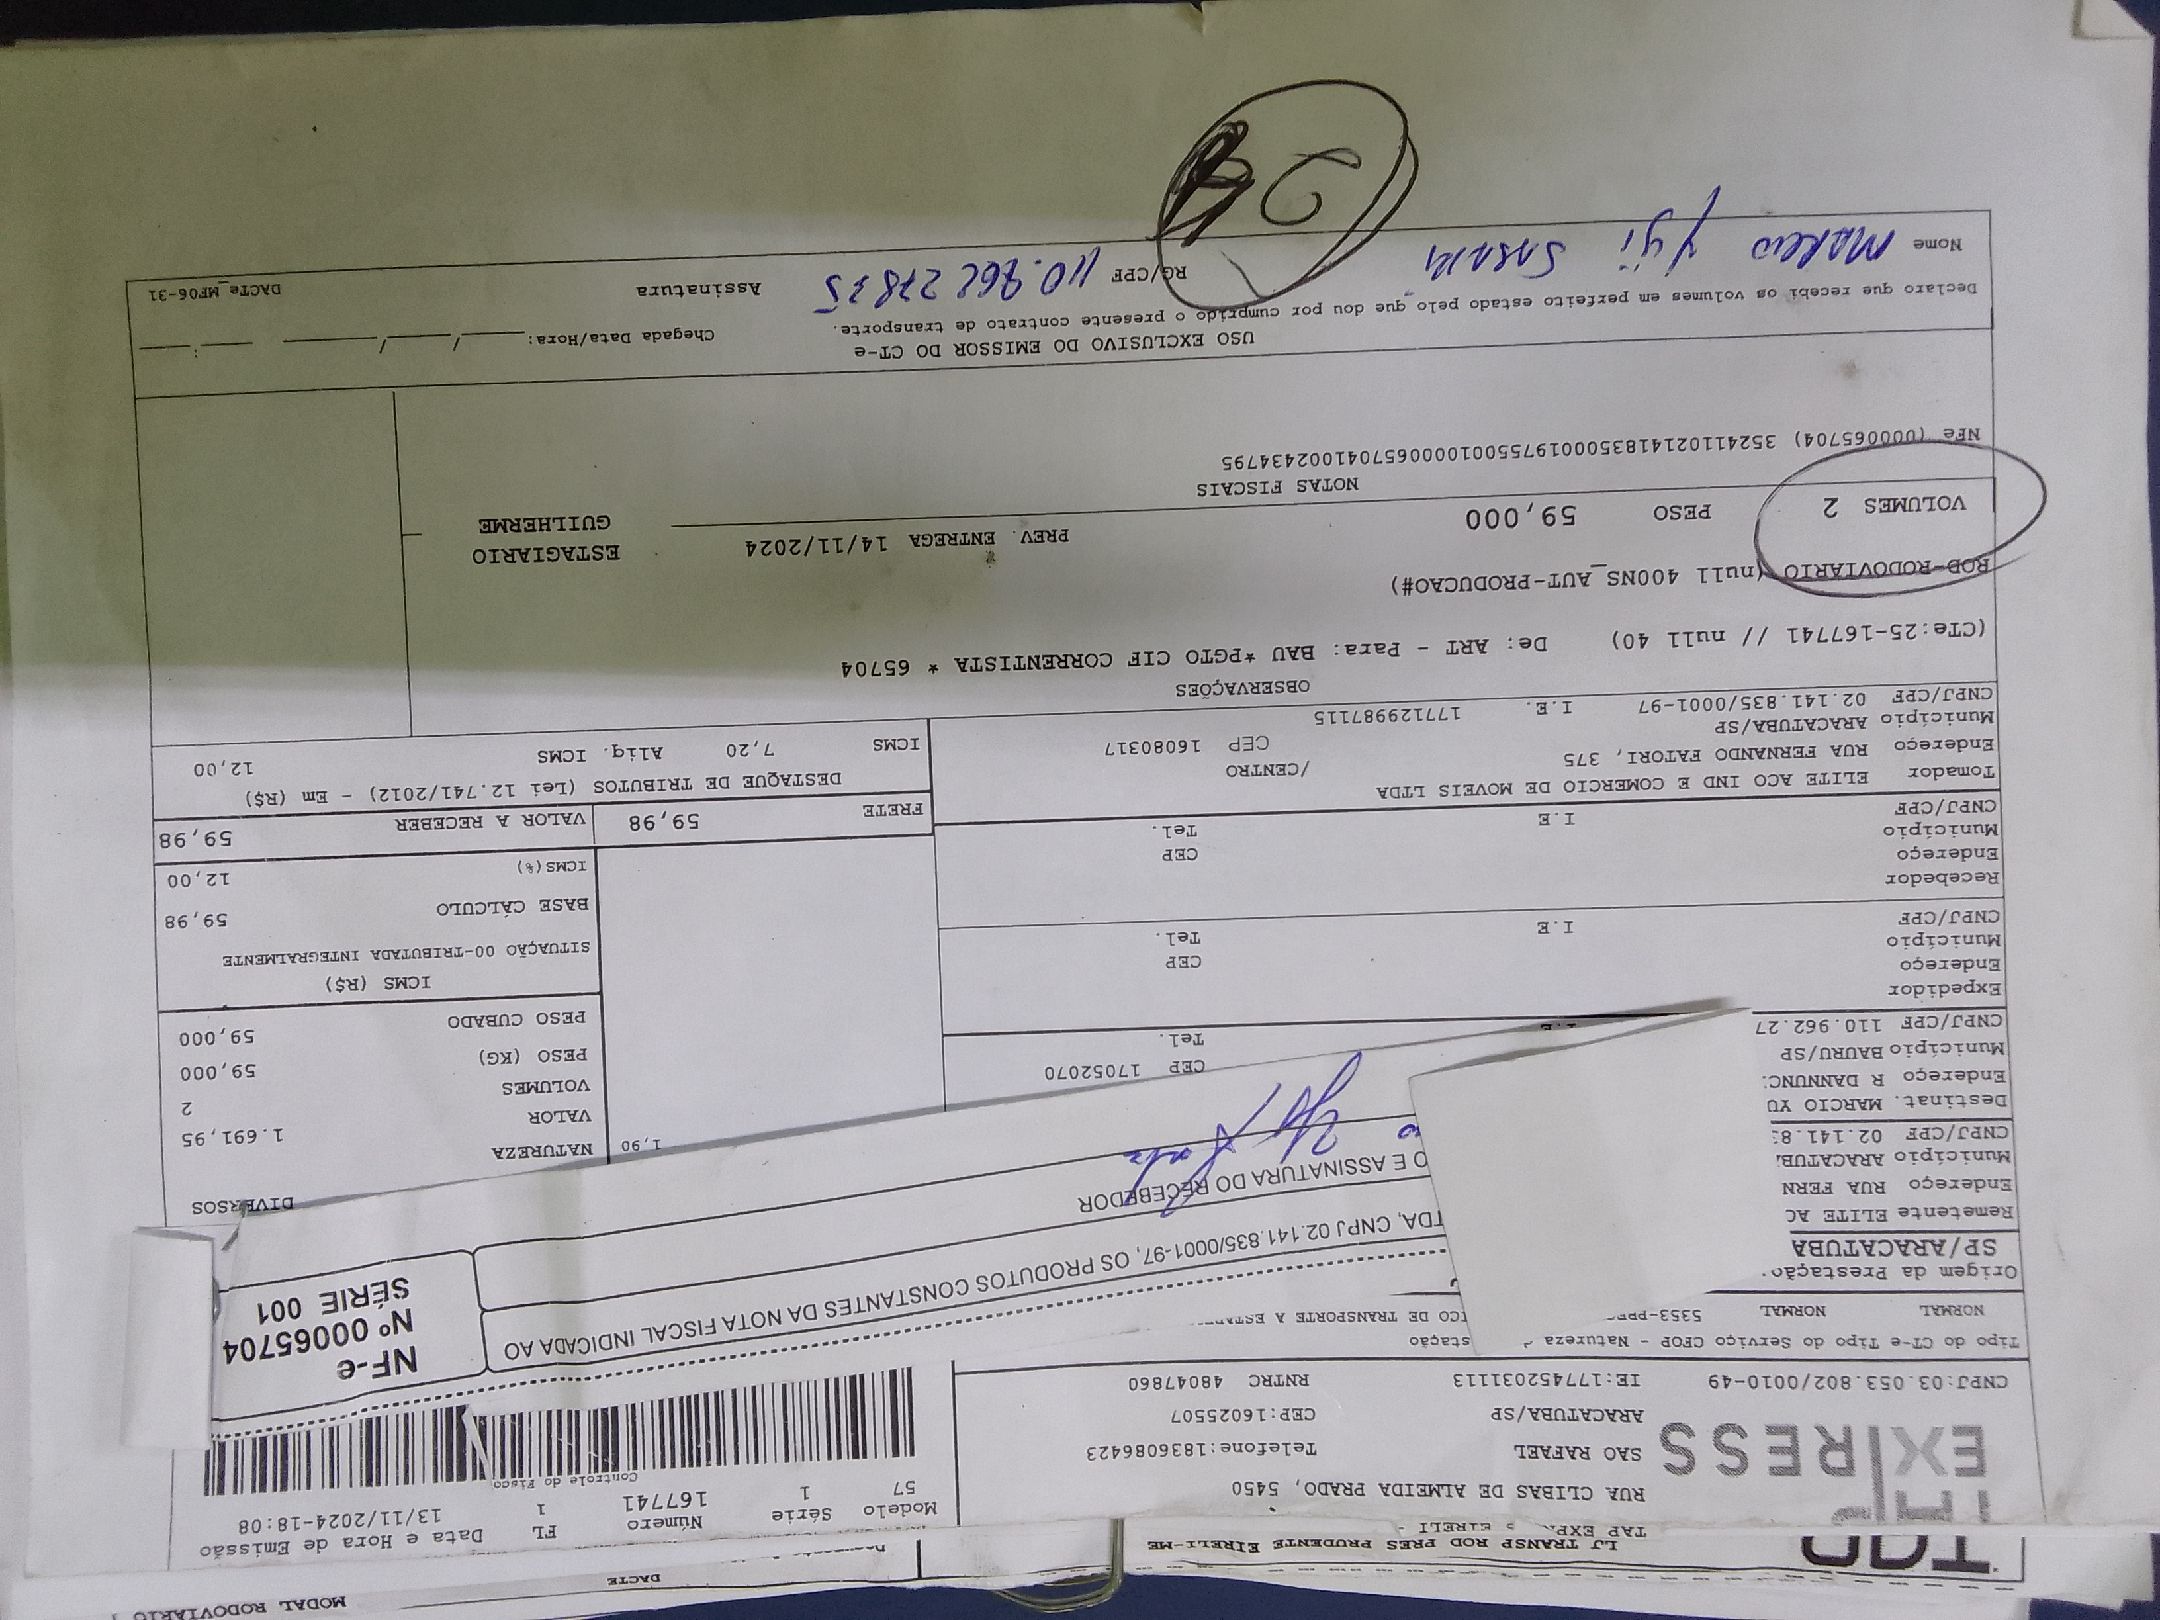 MODAL RODOVIÁRIO
DACTE
LJ TRANSP ROD PRES PRUDENTE EIRELI-ME
TAP EXPRESS
RUA CLIBAS DE ALMEIDA PRADO, 5450
SAO RAFAEL Telefone:1836086423
ARACATUBA/SP CEP:16025507
CNPJ:03.053.802/0010-49 IE:177452031113 RNTRC 48047860
Modelo Série Número FL Data e Hora de Emissão
57 1 167741 1 13/11/2024-18:08
Controle do Fisco
Tipo do CT-e Tipo do Serviço CFOP - Natureza
NORMAL NORMAL
Origem da Prestação
SP/ARACATUBA
NF-e
Nº 00065704
SÉRIE 001
TDA, CNPJ 02.141.835/0001-97, OS PRODUTOS CONSTANTES DA NOTA FISCAL INDICADA AO
O E ASSINATURA DO RECEBEDOR
Remetente ELITE AC
Endereço RUA FERN
Município ARACATUB
CNPJ/CPF 02.141.8
Destinat. MARCIO YU
Endereço R DANNUNC
Município BAURU/SP
CNPJ/CPF 110.962.27
CEP 17052070
Tel.
I.E
DIVERSOS
NATUREZA 1,90
VALOR 1.691,95
VOLUMES 2
PESO (KG) 59,000
PESO CUBADO 59,000
Expedidor
Endereço CEP
Município Tel.
CNPJ/CPF I.E
ICMS (R$)
SITUAÇÃO 00-TRIBUTADA INTEGRALMENTE
BASE CÁLCULO 59,98
ICMS(%) 12,00
Recebedor
Endereço CEP
Município Tel.
CNPJ/CPF I.E
FRETE 59,98 VALOR A RECEBER 59,98
Tomador ELITE ACO IND E COMERCIO DE MOVEIS LTDA
Endereço RUA FERNANDO FATORI, 375 /CENTRO
Município ARACATUBA/SP CEP 16080317
CNPJ/CPF 02.141.835/0001-97 I.E. 177129987115
DESTAQUE DE TRIBUTOS (Lei 12.741/2012) - Em (R$)
ICMS 7,20 Aliq. ICMS 12,00
OBSERVAÇÕES
(CTe:25-167741 // null 40) De: ART - Para: BAU *PGTO CIF CORRENTISTA * 65704
ROD-RODOVIARIO (null 400NS_AUT-PRODUCAO#)
VOLUMES 2 PESO 59,000 PREV. ENTREGA 14/11/2024
ESTAGIARIO
GUILHERME
NOTAS FISCAIS
NFe (000065704) 35241102141835000197550010000657041002434795
USO EXCLUSIVO DO EMISSOR DO CT-e
Declaro que recebi os volumes em perfeito estado pelo que dou por cumprido o presente contrato de transporte.
Chegada Data/Hora: ____/____/______ ___:___
Nome Marcio Yuji Sasaki RG/CPF 110.962 278 75 Assinatura
DACTe_MF06-31